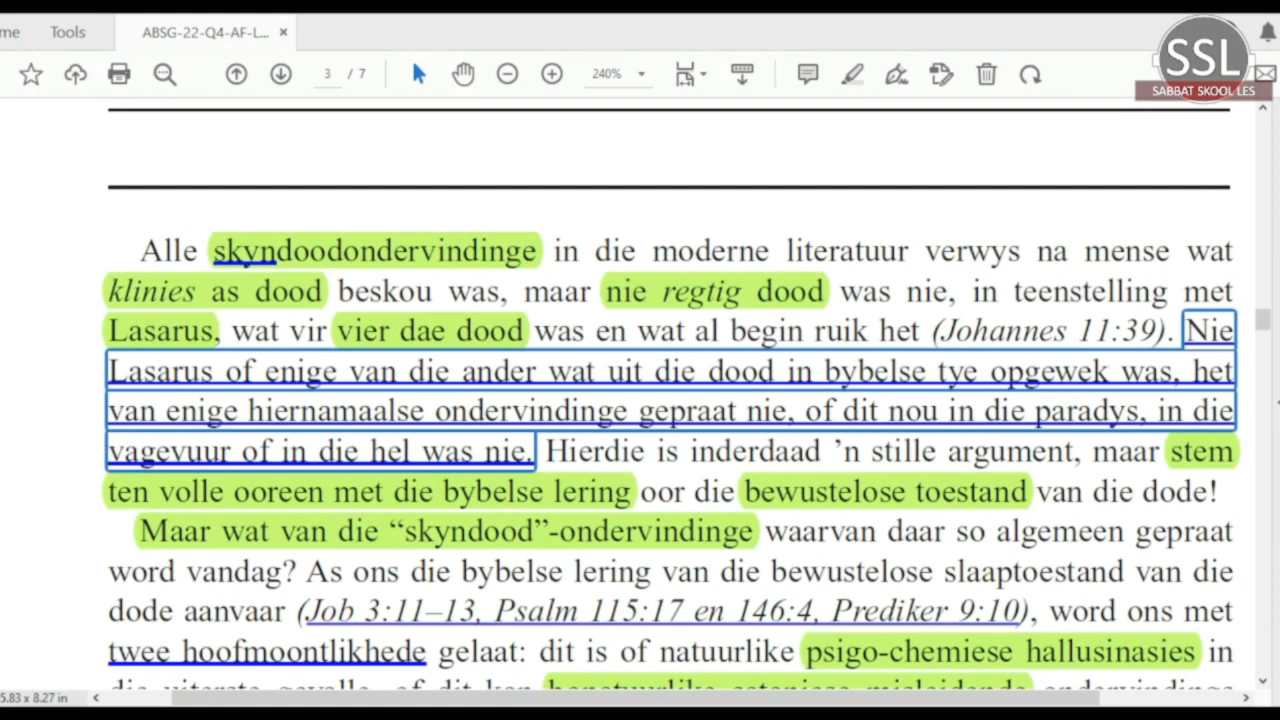 me Tools ABSG-22-Q4-AF-L... ×
3 / 7 240%
SSL
SABBAT SKOOL LES
Alle skyndoodondervindinge in die moderne literatuur verwys na mense wat
klinies as dood beskou was, maar nie regtig dood was nie, in teenstelling met
Lasarus, wat vir vier dae dood was en wat al begin ruik het (Johannes 11:39). Nie
Lasarus of enige van die ander wat uit die dood in bybelse tye opgewek was, het
van enige hiernamaalse ondervindinge gepraat nie, of dit nou in die paradys, in die
vagevuur of in die hel was nie. Hierdie is inderdaad ’n stille argument, maar stem
ten volle ooreen met die bybelse lering oor die bewustelose toestand van die dode!
Maar wat van die “skyndood”-ondervindinge waarvan daar so algemeen gepraat
word vandag? As ons die bybelse lering van die bewustelose slaaptoestand van die
dode aanvaar (Job 3:11–13, Psalm 115:17 en 146:4, Prediker 9:10), word ons met
twee hoofmoontlikhede gelaat: dit is of natuurlike psigo-chemiese hallusinasies in
5.83 x 8.27 in